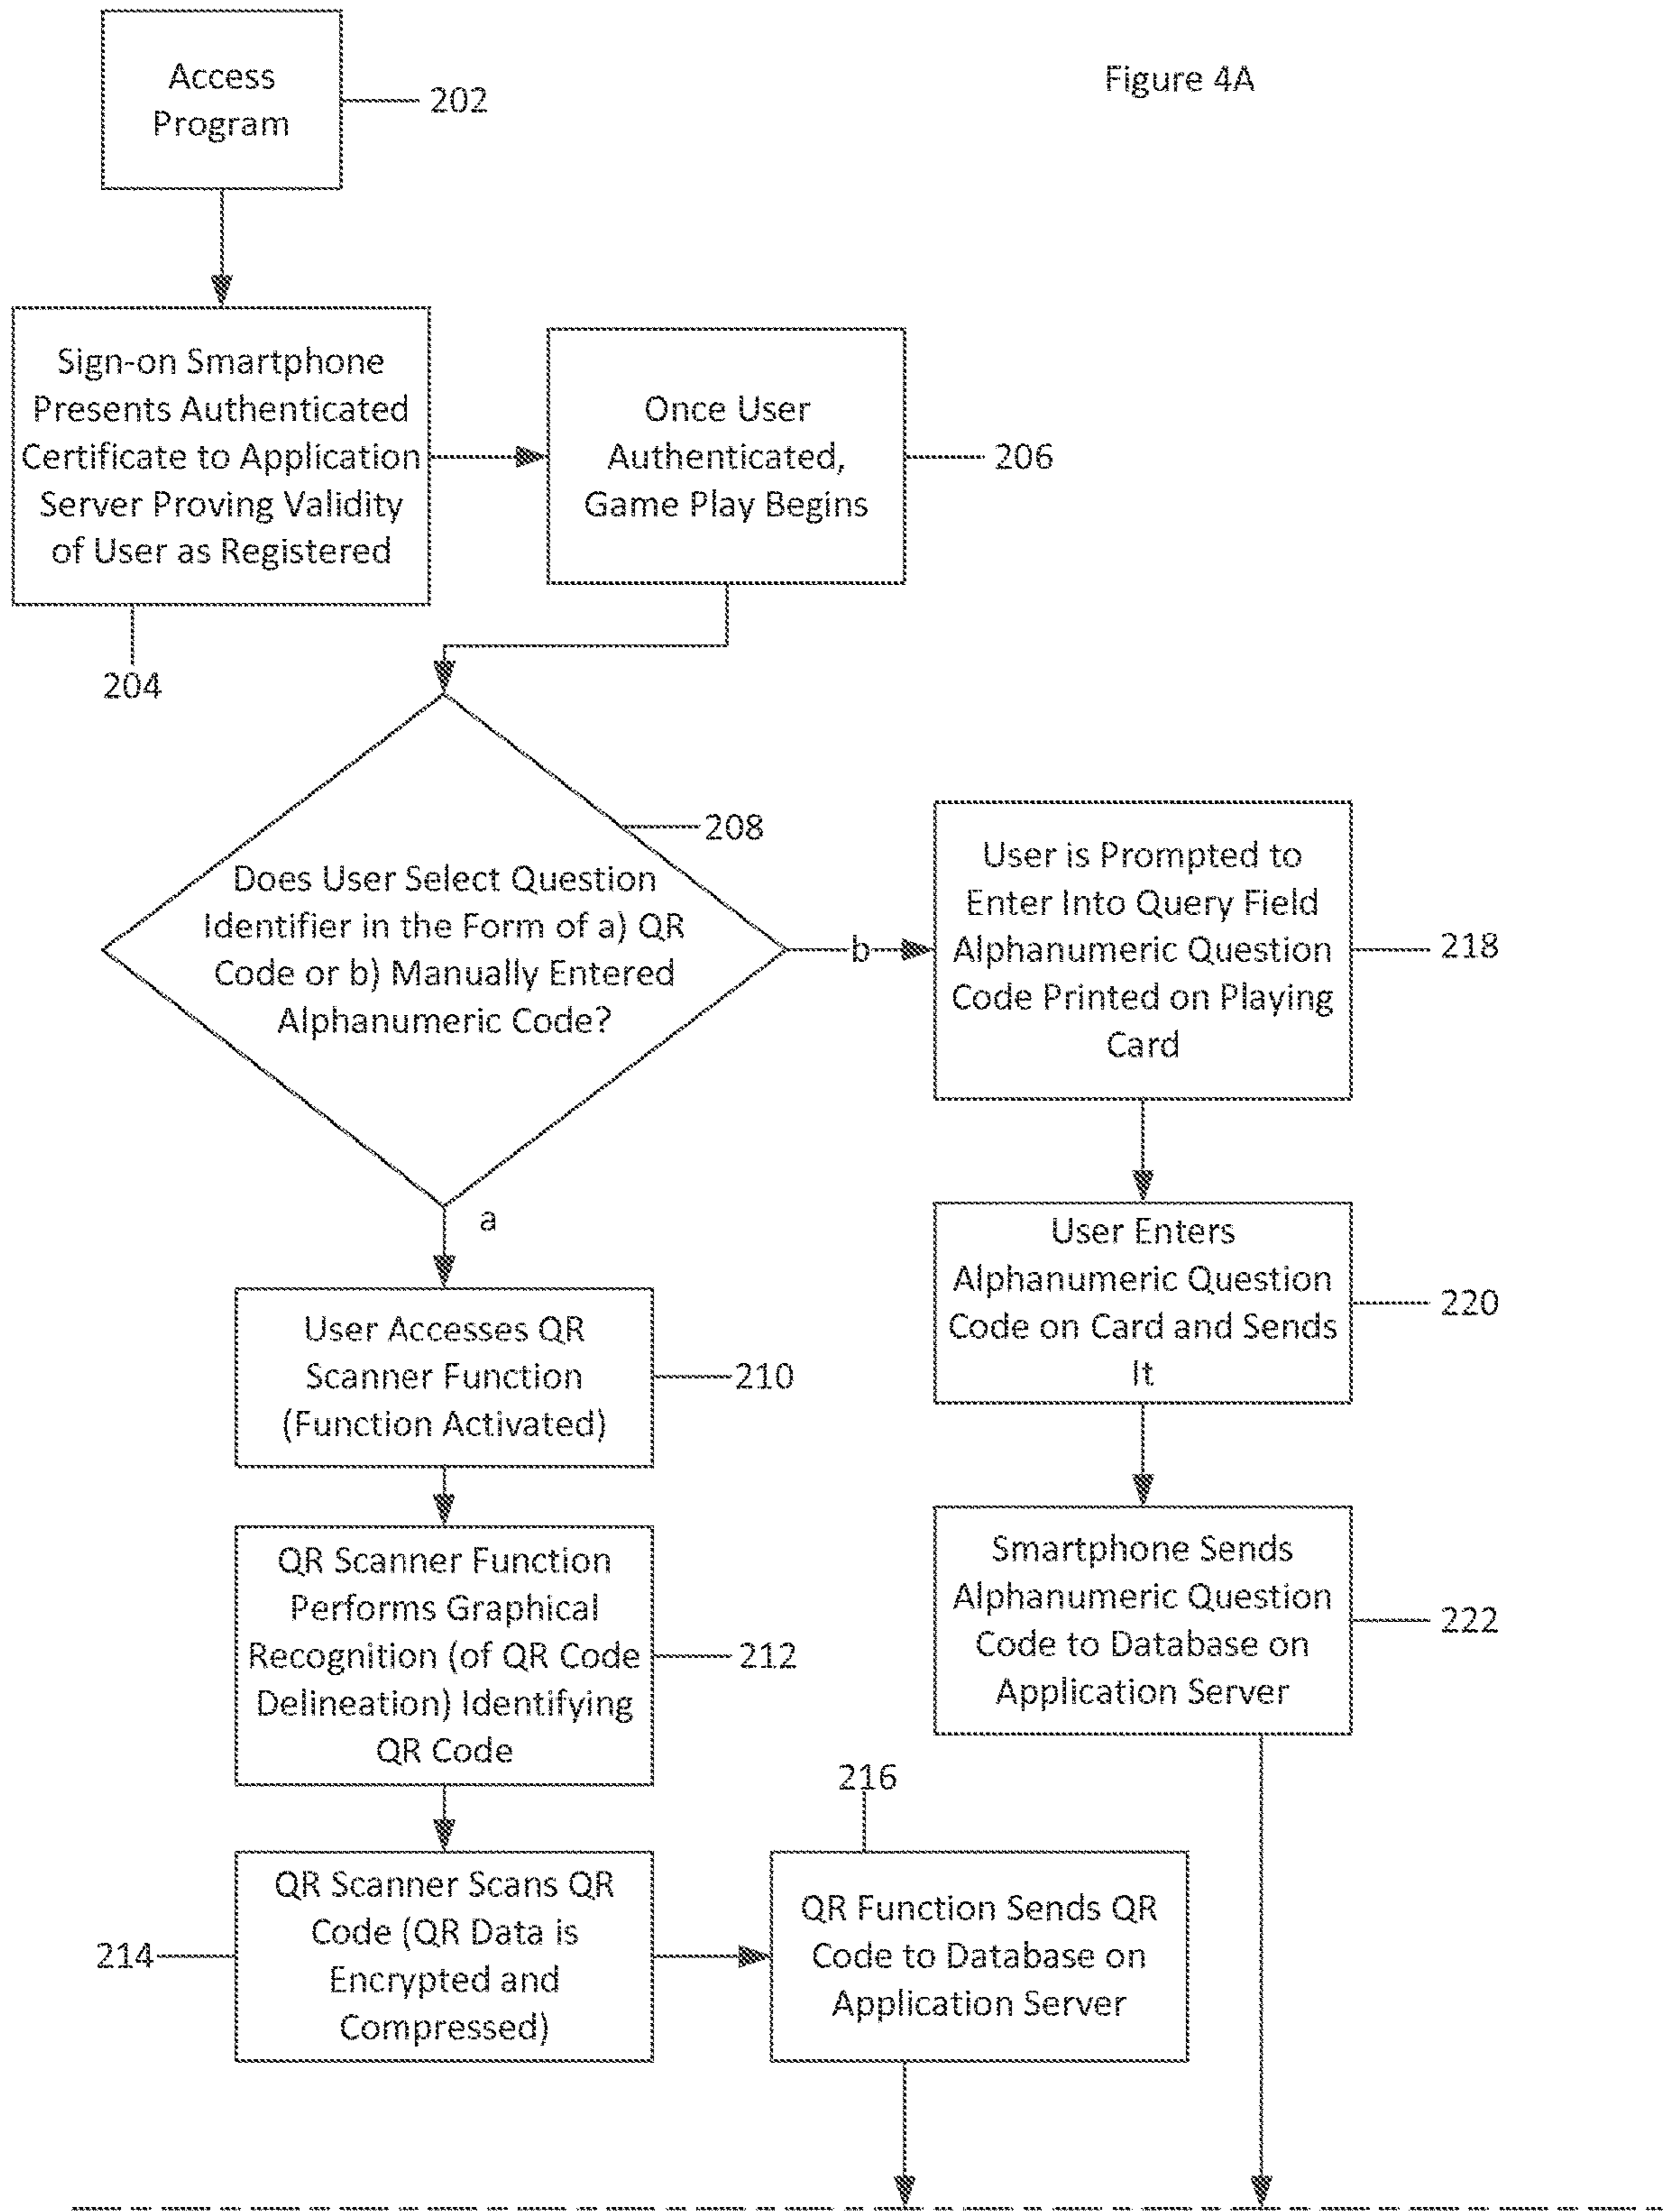 Figure 4A
Access
Program
202
Sign-on Smartphone
Presents Authenticated
Certificate to Application
Server Proving Validity
of User as Registered
204
Once User
Authenticated,
Game Play Begins
206
208
Does User Select Question
Identifier in the Form of a) QR
Code or b) Manually Entered
Alphanumeric Code?
b
a
User is Prompted to
Enter Into Query Field
Alphanumeric Question
Code Printed on Playing
Card
218
User Enters
Alphanumeric Question
Code on Card and Sends
It
220
Smartphone Sends
Alphanumeric Question
Code to Database on
Application Server
222
User Accesses QR
Scanner Function
(Function Activated)
210
QR Scanner Function
Performs Graphical
Recognition (of QR Code
Delineation) Identifying
QR Code
212
QR Scanner Scans QR
Code (QR Data is
Encrypted and
Compressed)
214
216
QR Function Sends QR
Code to Database on
Application Server